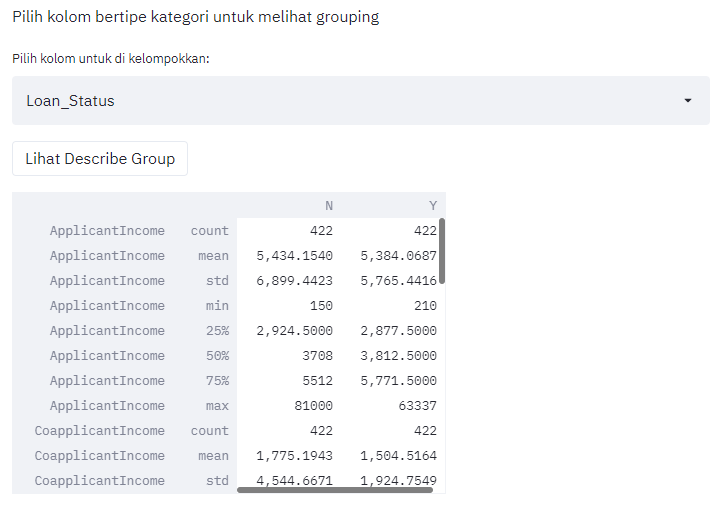 Pilih kolom bertipe kategori untuk melihat grouping
Pilih kolom untuk di kelompokkan:
Loan_Status
Lihat Describe Group
N Y
ApplicantIncome count 422 422
ApplicantIncome mean 5,434.1540 5,384.0687
ApplicantIncome std 6,899.4423 5,765.4416
ApplicantIncome min 150 210
ApplicantIncome 25% 2,924.5000 2,877.5000
ApplicantIncome 50% 3708 3,812.5000
ApplicantIncome 75% 5512 5,771.5000
ApplicantIncome max 81000 63337
CoapplicantIncome count 422 422
CoapplicantIncome mean 1,775.1943 1,504.5164
CoapplicantIncome std 4,544.6671 1,924.7549